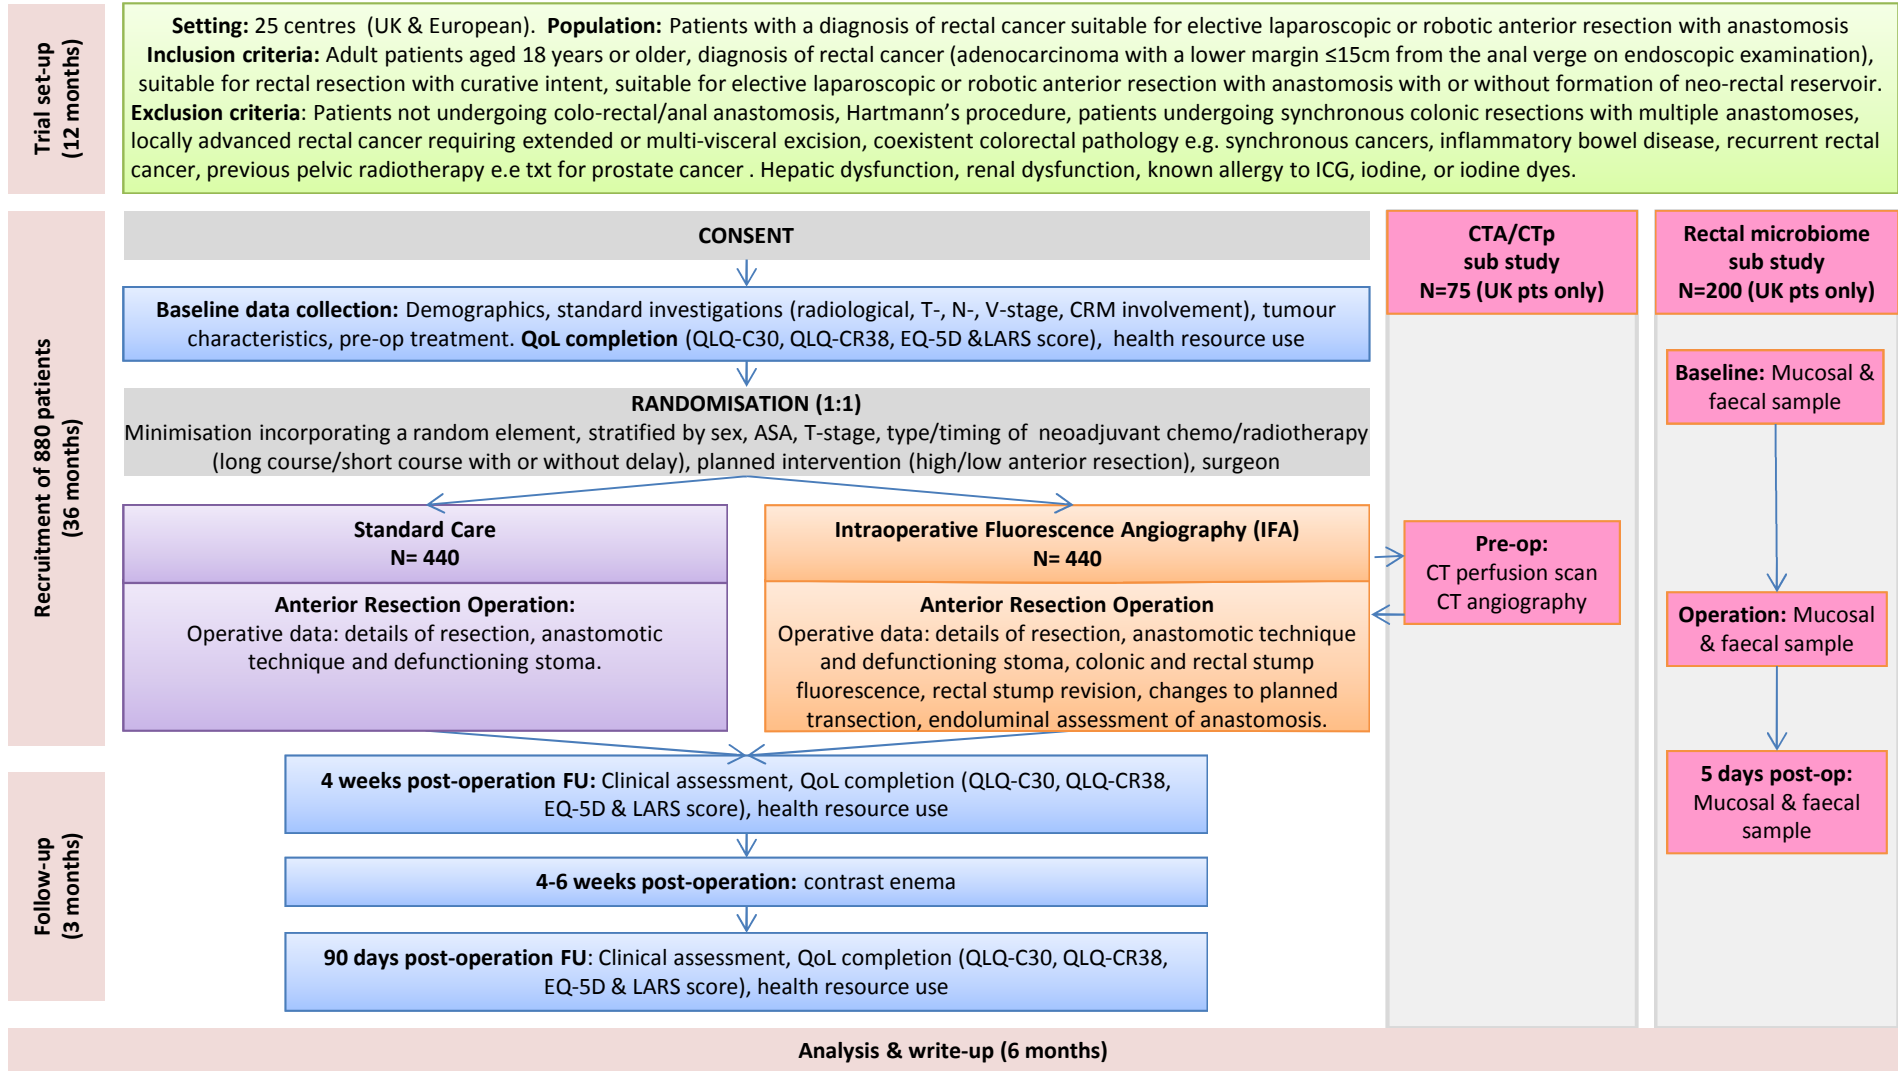 Trial set-up
(12 months)
Setting: 25 centres (UK & European). Population: Patients with a diagnosis of rectal cancer suitable for elective laparoscopic or robotic anterior resection with anastomosis
Inclusion criteria: Adult patients aged 18 years or older, diagnosis of rectal cancer (adenocarcinoma with a lower margin ≤15cm from the anal verge on endoscopic examination),
suitable for rectal resection with curative intent, suitable for elective laparoscopic or robotic anterior resection with anastomosis with or without formation of neo-rectal reservoir.
Exclusion criteria: Patients not undergoing colo-rectal/anal anastomosis, Hartmann's procedure, patients undergoing synchronous colonic resections with multiple anastomoses,
locally advanced rectal cancer requiring extended or multi-visceral excision, coexistent colorectal pathology e.g. synchronous cancers, inflammatory bowel disease, recurrent rectal
cancer, previous pelvic radiotherapy e.e txt for prostate cancer . Hepatic dysfunction, renal dysfunction, known allergy to ICG, iodine, or iodine dyes.
Recruitment of 880 patients
(36 months)
CONSENT
Baseline data collection: Demographics, standard investigations (radiological, T-, N-, V-stage, CRM involvement), tumour
characteristics, pre-op treatment. QoL completion (QLQ-C30, QLQ-CR38, EQ-5D &LARS score), health resource use
RANDOMISATION (1:1)
Minimisation incorporating a random element, stratified by sex, ASA, T-stage, type/timing of neoadjuvant chemo/radiotherapy
(long course/short course with or without delay), planned intervention (high/low anterior resection), surgeon
Standard Care
N= 440
Anterior Resection Operation:
Operative data: details of resection, anastomotic
technique and defunctioning stoma.
Intraoperative Fluorescence Angiography (IFA)
N= 440
Anterior Resection Operation
Operative data: details of resection, anastomotic technique
and defunctioning stoma, colonic and rectal stump
fluorescence, rectal stump revision, changes to planned
transection, endoluminal assessment of anastomosis.
CTA/CTp
sub study
N=75 (UK pts only)
Pre-op:
CT perfusion scan
CT angiography
Rectal microbiome
sub study
N=200 (UK pts only)
Baseline: Mucosal &
faecal sample
Operation: Mucosal
& faecal sample
5 days post-op:
Mucosal & faecal
sample
Follow-up
(3 months)
4 weeks post-operation FU: Clinical assessment, QoL completion (QLQ-C30, QLQ-CR38,
EQ-5D & LARS score), health resource use
4-6 weeks post-operation: contrast enema
90 days post-operation FU: Clinical assessment, QoL completion (QLQ-C30, QLQ-CR38,
EQ-5D & LARS score), health resource use
Analysis & write-up (6 months)